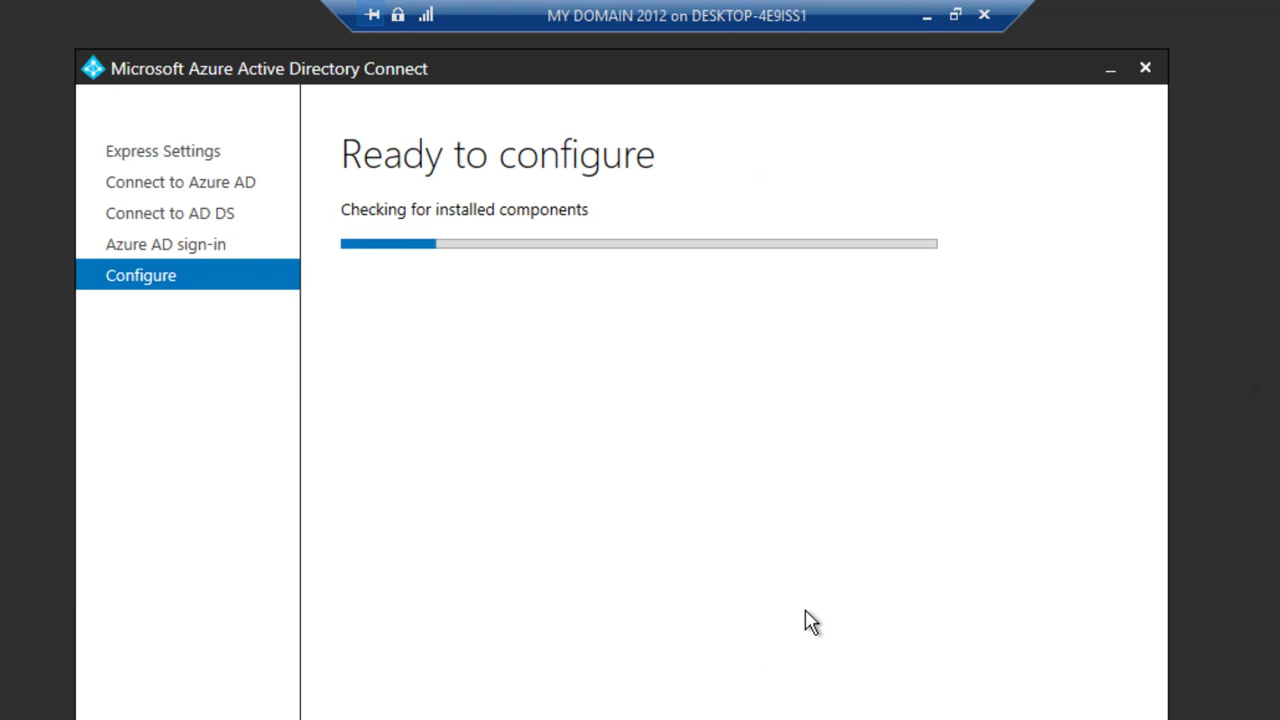 MY DOMAIN 2012 on DESKTOP-4E9ISS1
Microsoft Azure Active Directory Connect
Express Settings
Connect to Azure AD
Connect to AD DS
Azure AD sign-in
Configure
Ready to configure
Checking for installed components